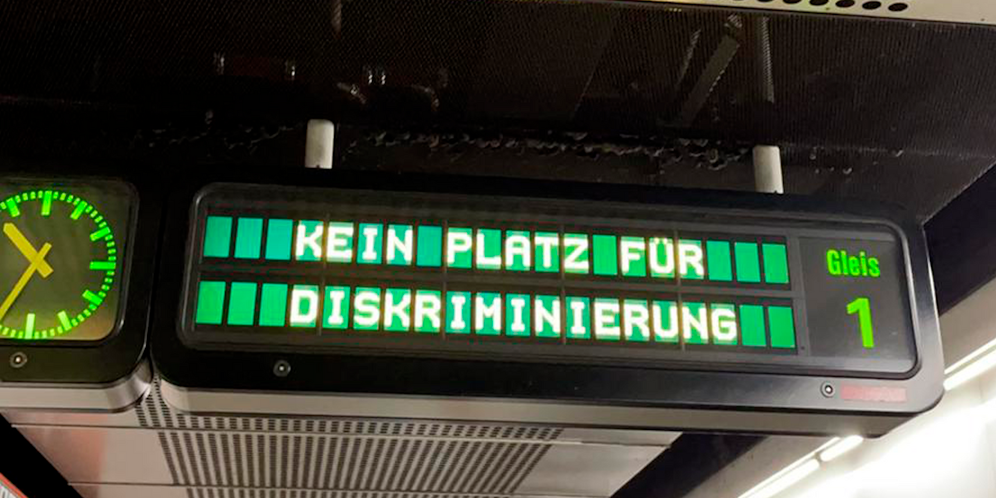 KEIN PLATZ FÜR
DISKRIMINIERUNG
Gleis
1